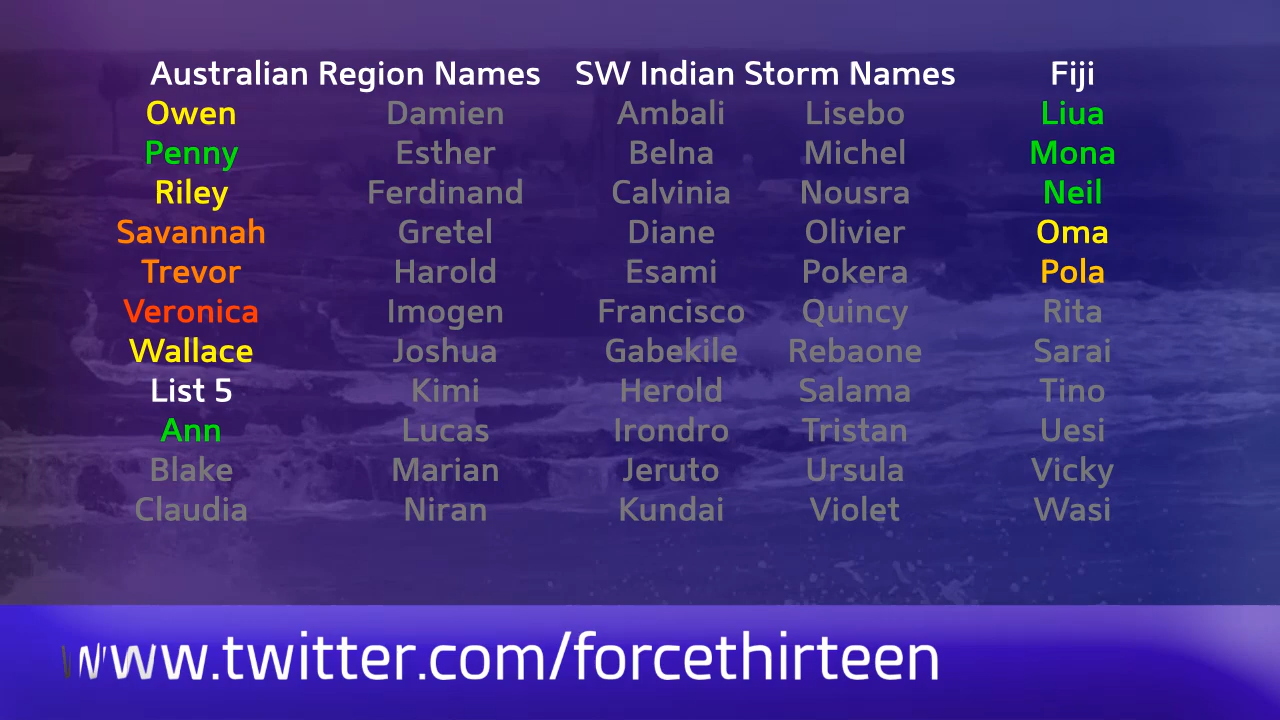 Australian Region Names SW Indian Storm Names Fiji
Owen Damien Ambali Lisebo Liua
Penny Esther Belna Michel Mona
Riley Ferdinand Calvinia Nousra Neil
Savannah Gretel Diane Olivier Oma
Trevor Harold Esami Pokera Pola
Veronica Imogen Francisco Quincy Rita
Wallace Joshua Gabekile Rebaone Sarai
List 5 Kimi Herold Salama Tino
Ann Lucas Irondro Tristan Uesi
Blake Marian Jeruto Ursula Vicky
Claudia Niran Kundai Violet Wasi
www.twitter.com/forcethirteen